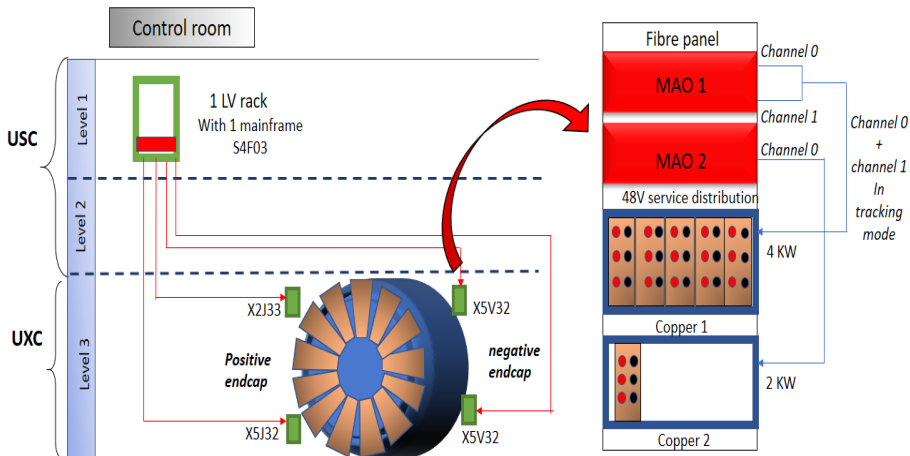 Control room
USC
Level 1
1 LV rack
With 1 mainframe
S4F03
Level 2
UXC
Level 3
X2J33
X5V32
Positive
endcap
negative
endcap
X5J32
X5V32
Fibre panel
Channel 0
MAO 1
Channel 1
MAO 2
Channel 0
Channel 0
+
channel 1
In
tracking
mode
48V service distribution
4 KW
Copper 1
2 KW
Copper 2